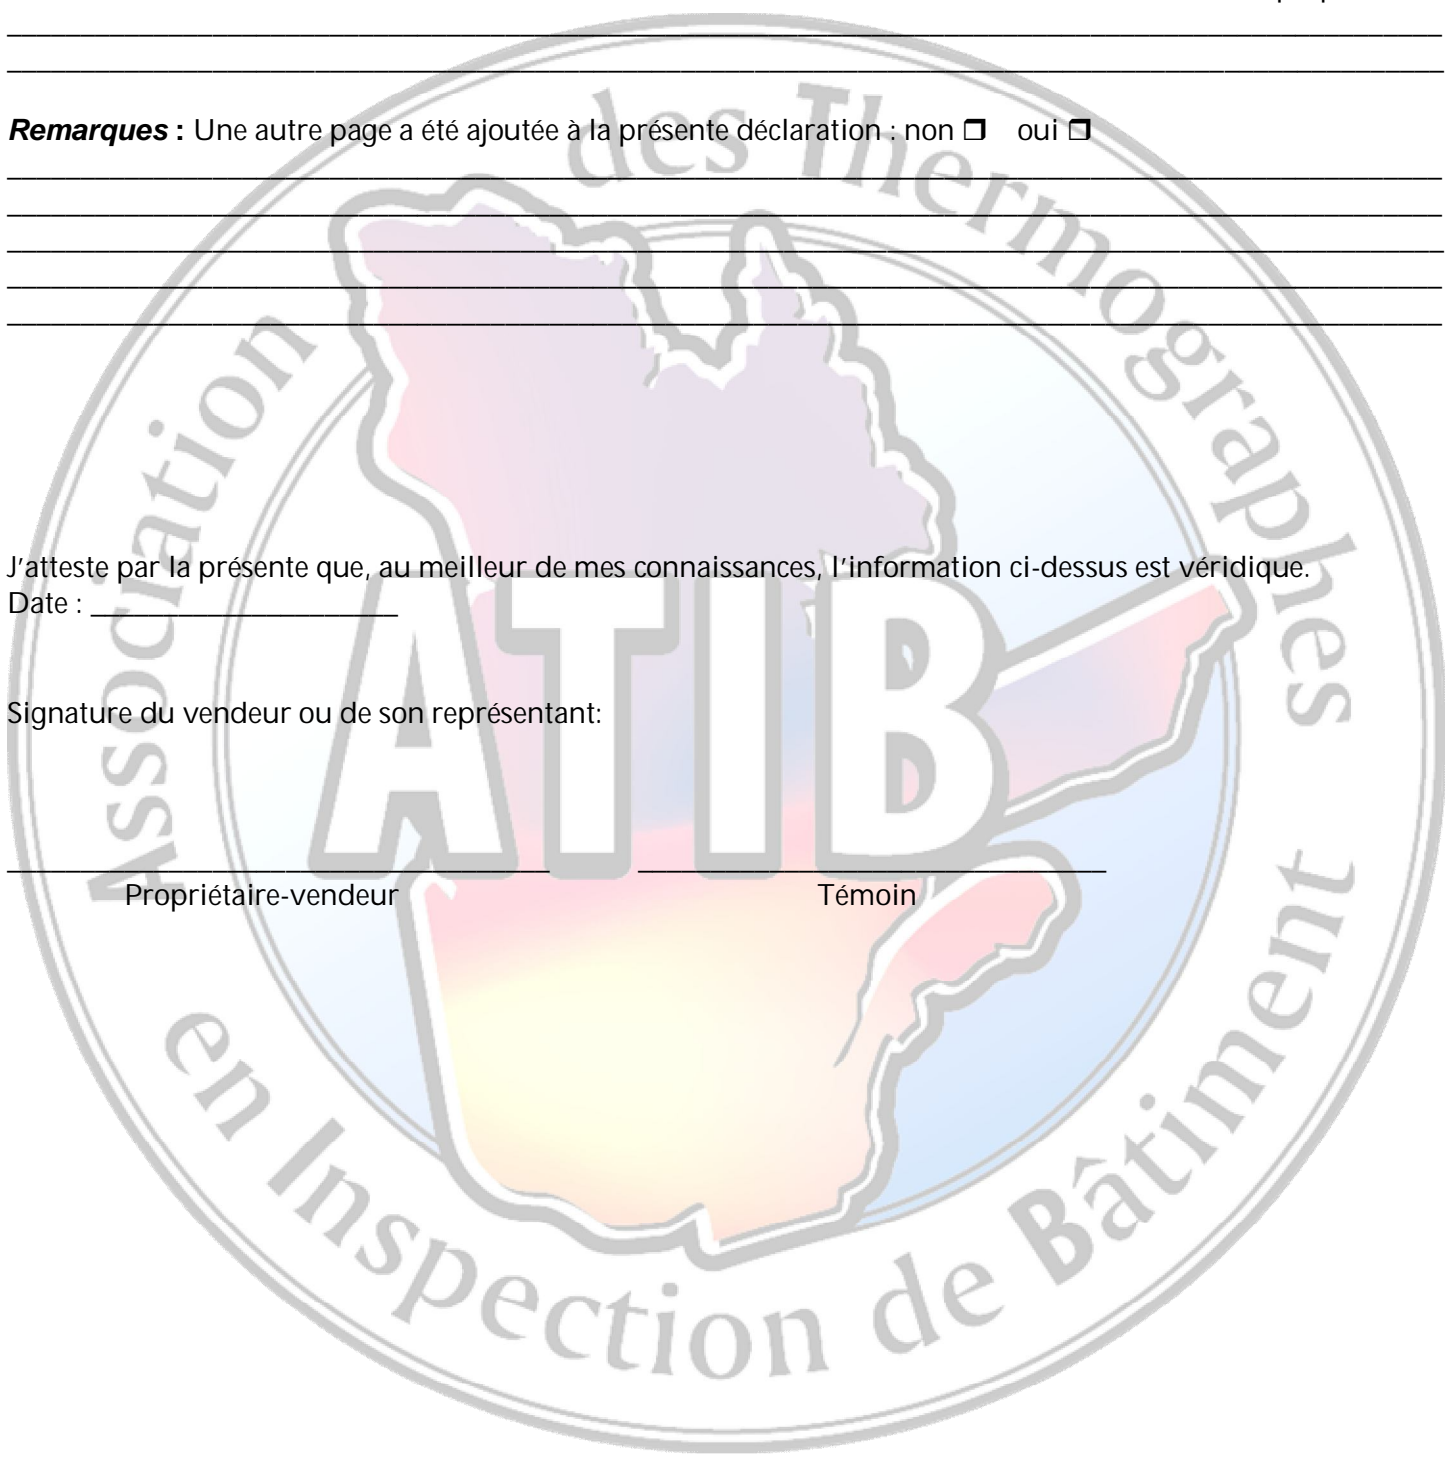 Remarques : Une autre page a été ajoutée à la présente déclaration : non ❒ oui ❒
J’atteste par la présente que, au meilleur de mes connaissances, l’information ci-dessus est véridique.
Date : ______________________
Signature du vendeur ou de son représentant:
Propriétaire-vendeur Témoin
Association des Thermographes en Inspection de Bâtiment
ATIB